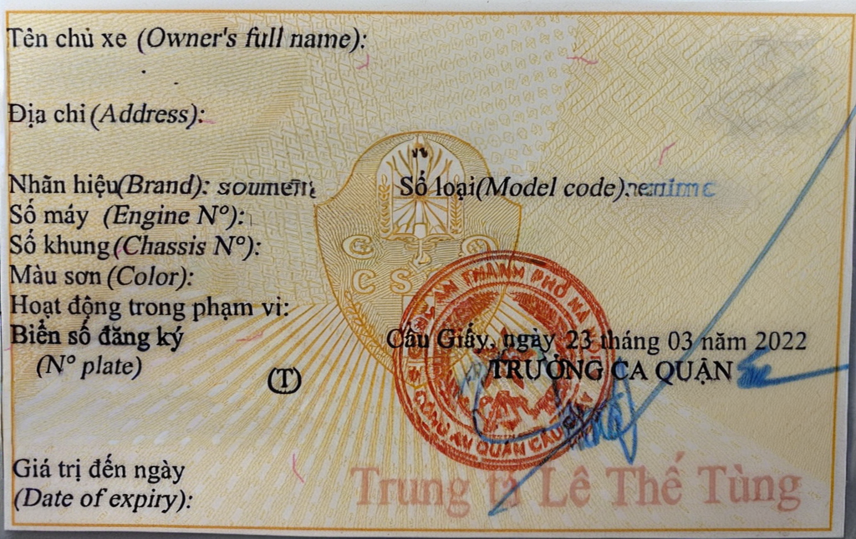 Tên chủ xe (Owner's full name):
Địa chỉ (Address):
Nhãn hiệu (Brand): Số loại (Model code):
Số máy (Engine N°):
Số khung (Chassis N°):
Màu sơn (Color):
Hoạt động trong phạm vi:
Biển số đăng ký
Cầu Giấy, ngày 23 tháng 03 năm 2022
(N° plate)
(T)
TRƯỞNG CA QUẬN
CÔNG AN THÀNH PHỐ HÀ NỘI
CÔNG AN QUẬN CẦU GIẤY
Giá trị đến ngày
(Date of expiry):
Trung tá Lê Thế Tùng